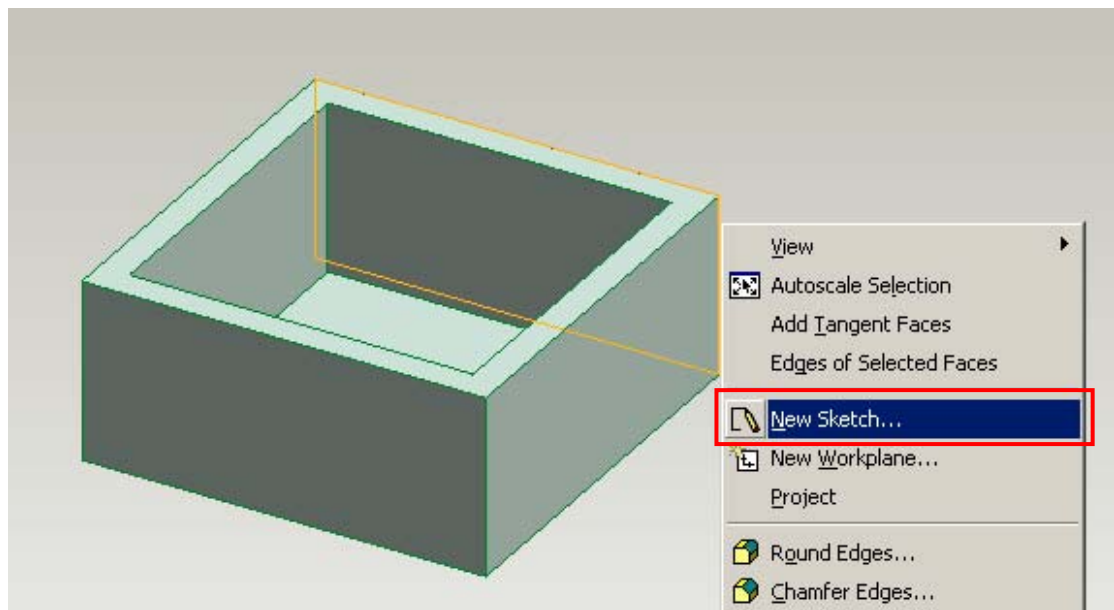 View
Autoscale Selection
Add Tangent Faces
Edges of Selected Faces
New Sketch...
New Workplane...
Project
Round Edges...
Chamfer Edges...